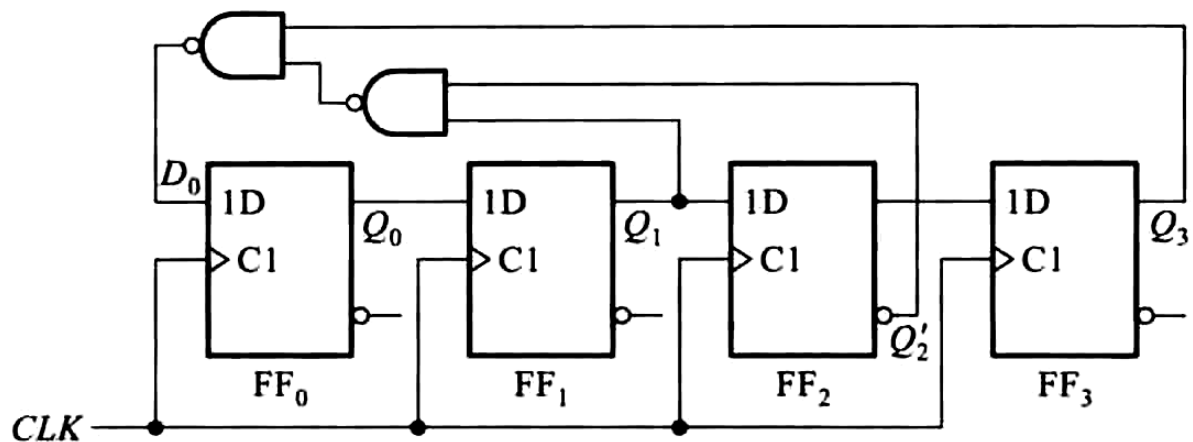 D₀ 1D Q₀ 1D Q₁ 1D 1D Q₃
C1 C1 C1 C1
Q₂′
FF₀ FF₁ FF₂ FF₃
CLK